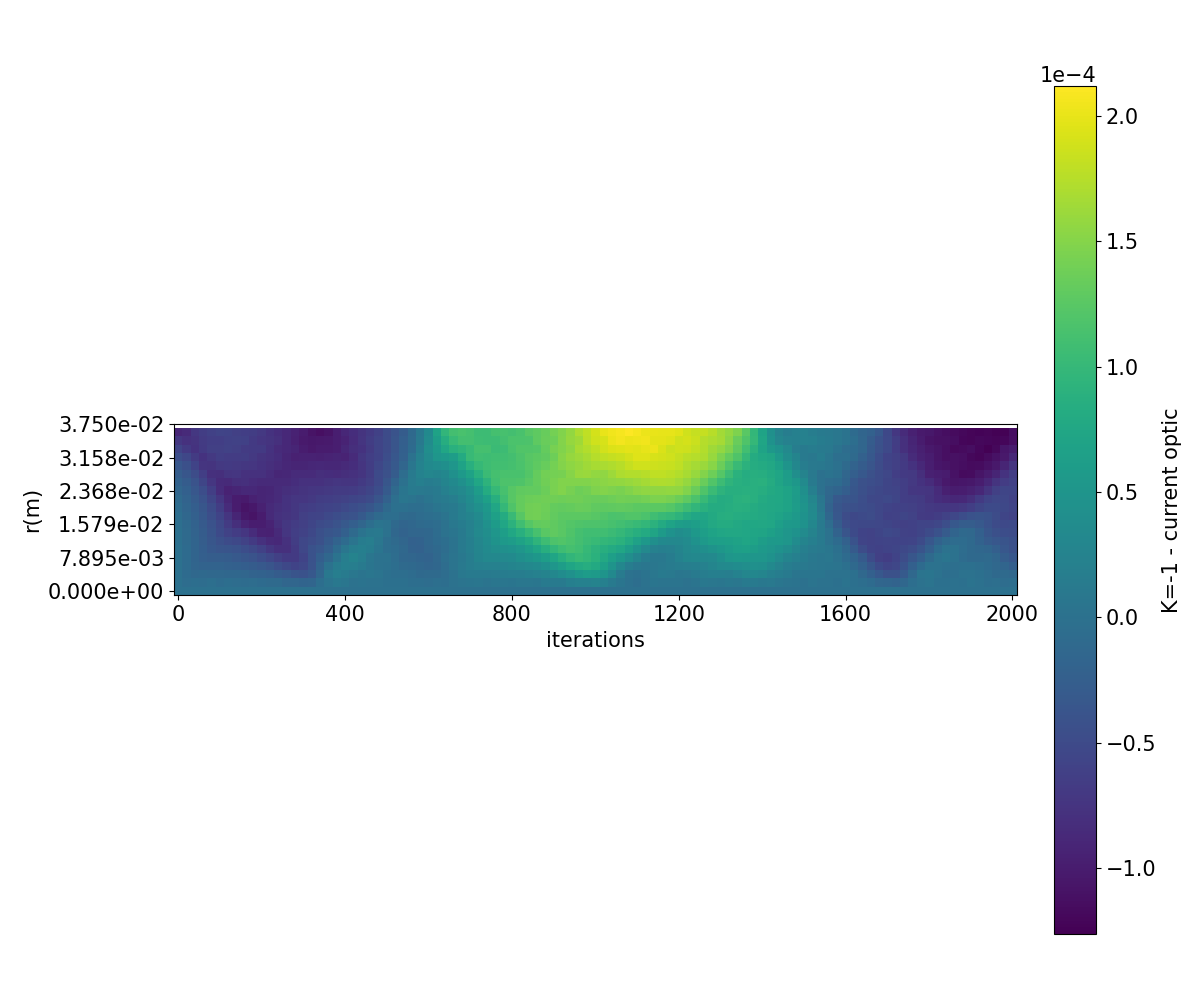 1e−4
2.0
1.5
1.0
0.5
0.0
−0.5
−1.0
K=-1 - current optic
3.750e-02
3.158e-02
2.368e-02
1.579e-02
7.895e-03
0.000e+00
r(m)
0 400 800 1200 1600 2000
iterations